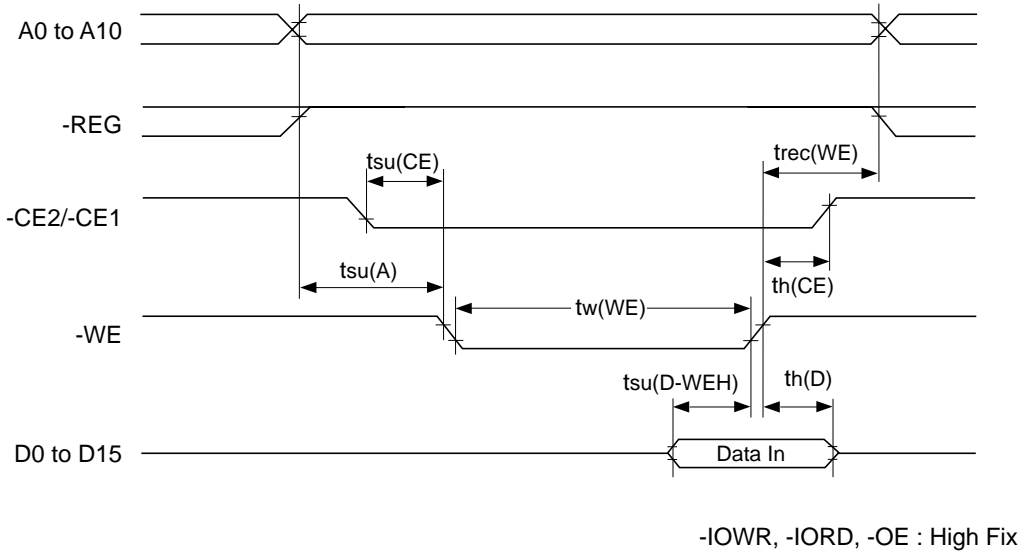 A0 to A10
-REG
tsu(CE)
trec(WE)
-CE2/-CE1
tsu(A)
th(CE)
tw(WE)
-WE
tsu(D-WEH)
th(D)
D0 to D15
Data In
-IOWR, -IORD, -OE : High Fix